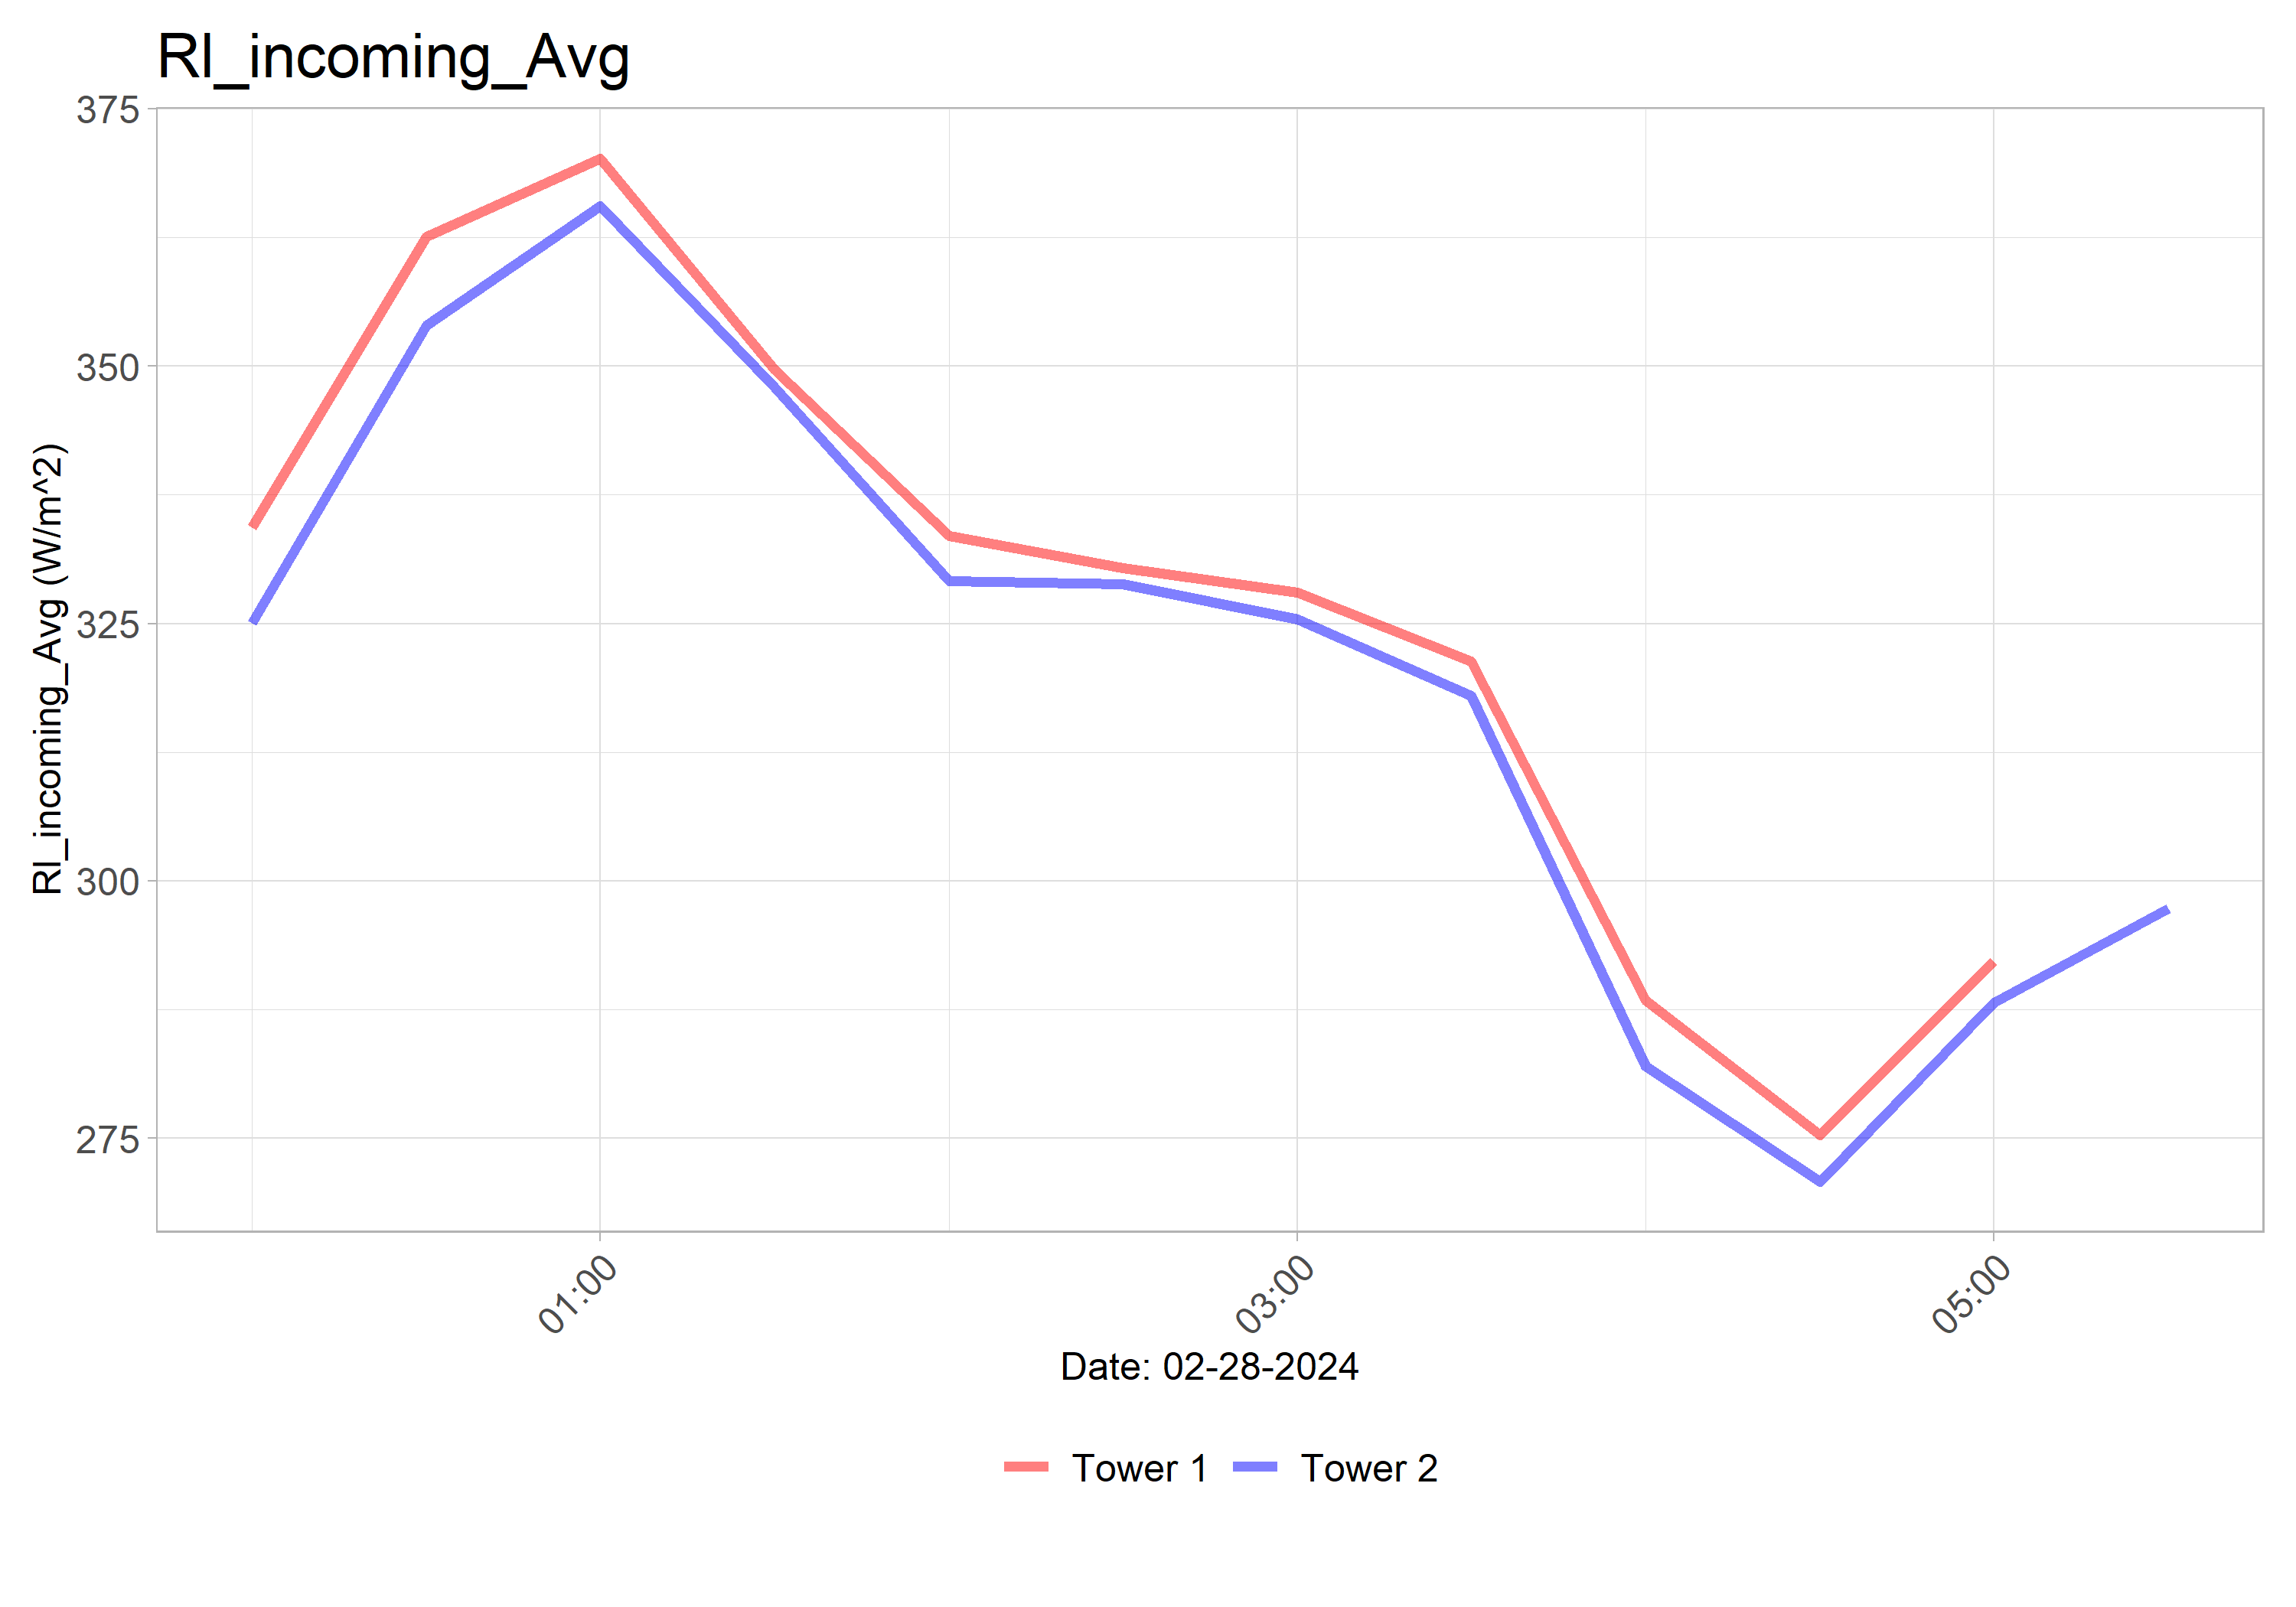 Rl_incoming_Avg
Rl_incoming_Avg (W/m^2)
375
350
325
300
275
01:00
03:00
05:00
Date: 02-28-2024
Tower 1
Tower 2